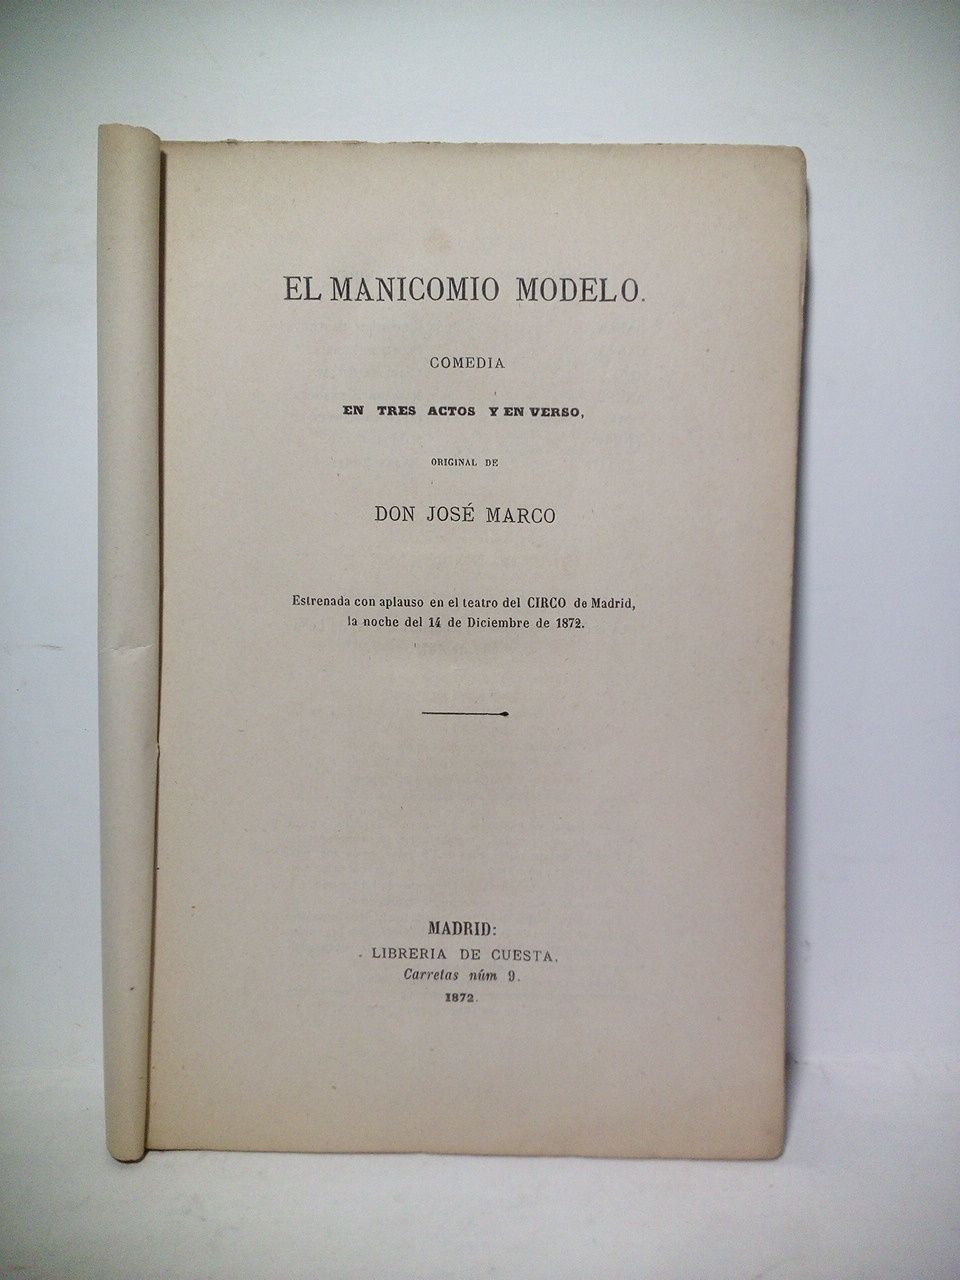 EL MANICOMIO MODELO.
COMEDIA
EN TRES ACTOS Y EN VERSO,
ORIGINAL DE
DON JOSÉ MARCO
Estrenada con aplauso en el teatro del CIRCO de Madrid,
la noche del 14 de Diciembre de 1872.
MADRID:
LIBRERIA DE CUESTA.
Carretas núm 9.
1872.